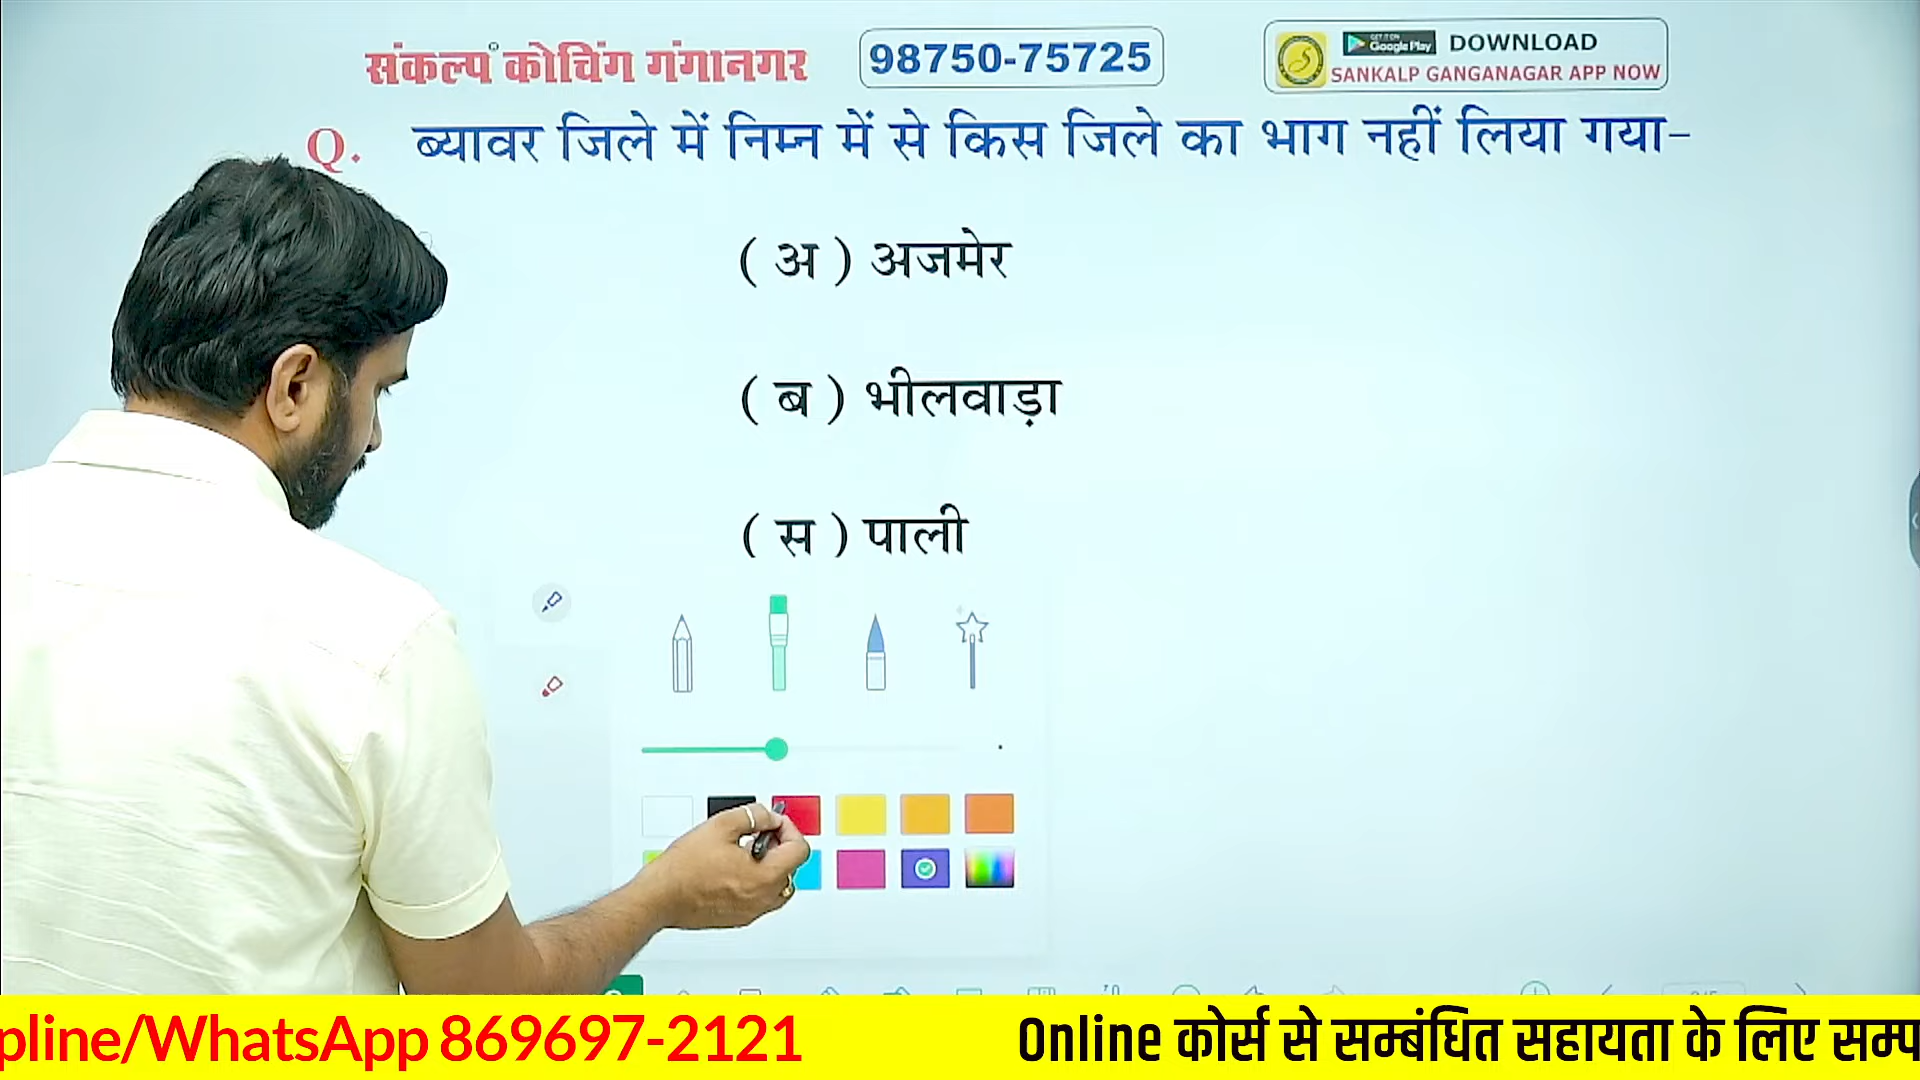 संकल्प कोचिंग गंगानगर
98750-75725
GET IT ON
Google Play
DOWNLOAD
SANKALP GANGANAGAR APP NOW
Q. ब्यावर जिले में निम्न में से किस जिले का भाग नहीं लिया गया-
( अ ) अजमेर
( ब ) भीलवाड़ा
( स ) पाली
pline/WhatsApp 869697-2121
Online कोर्स से सम्बंधित सहायता के लिए सम्प